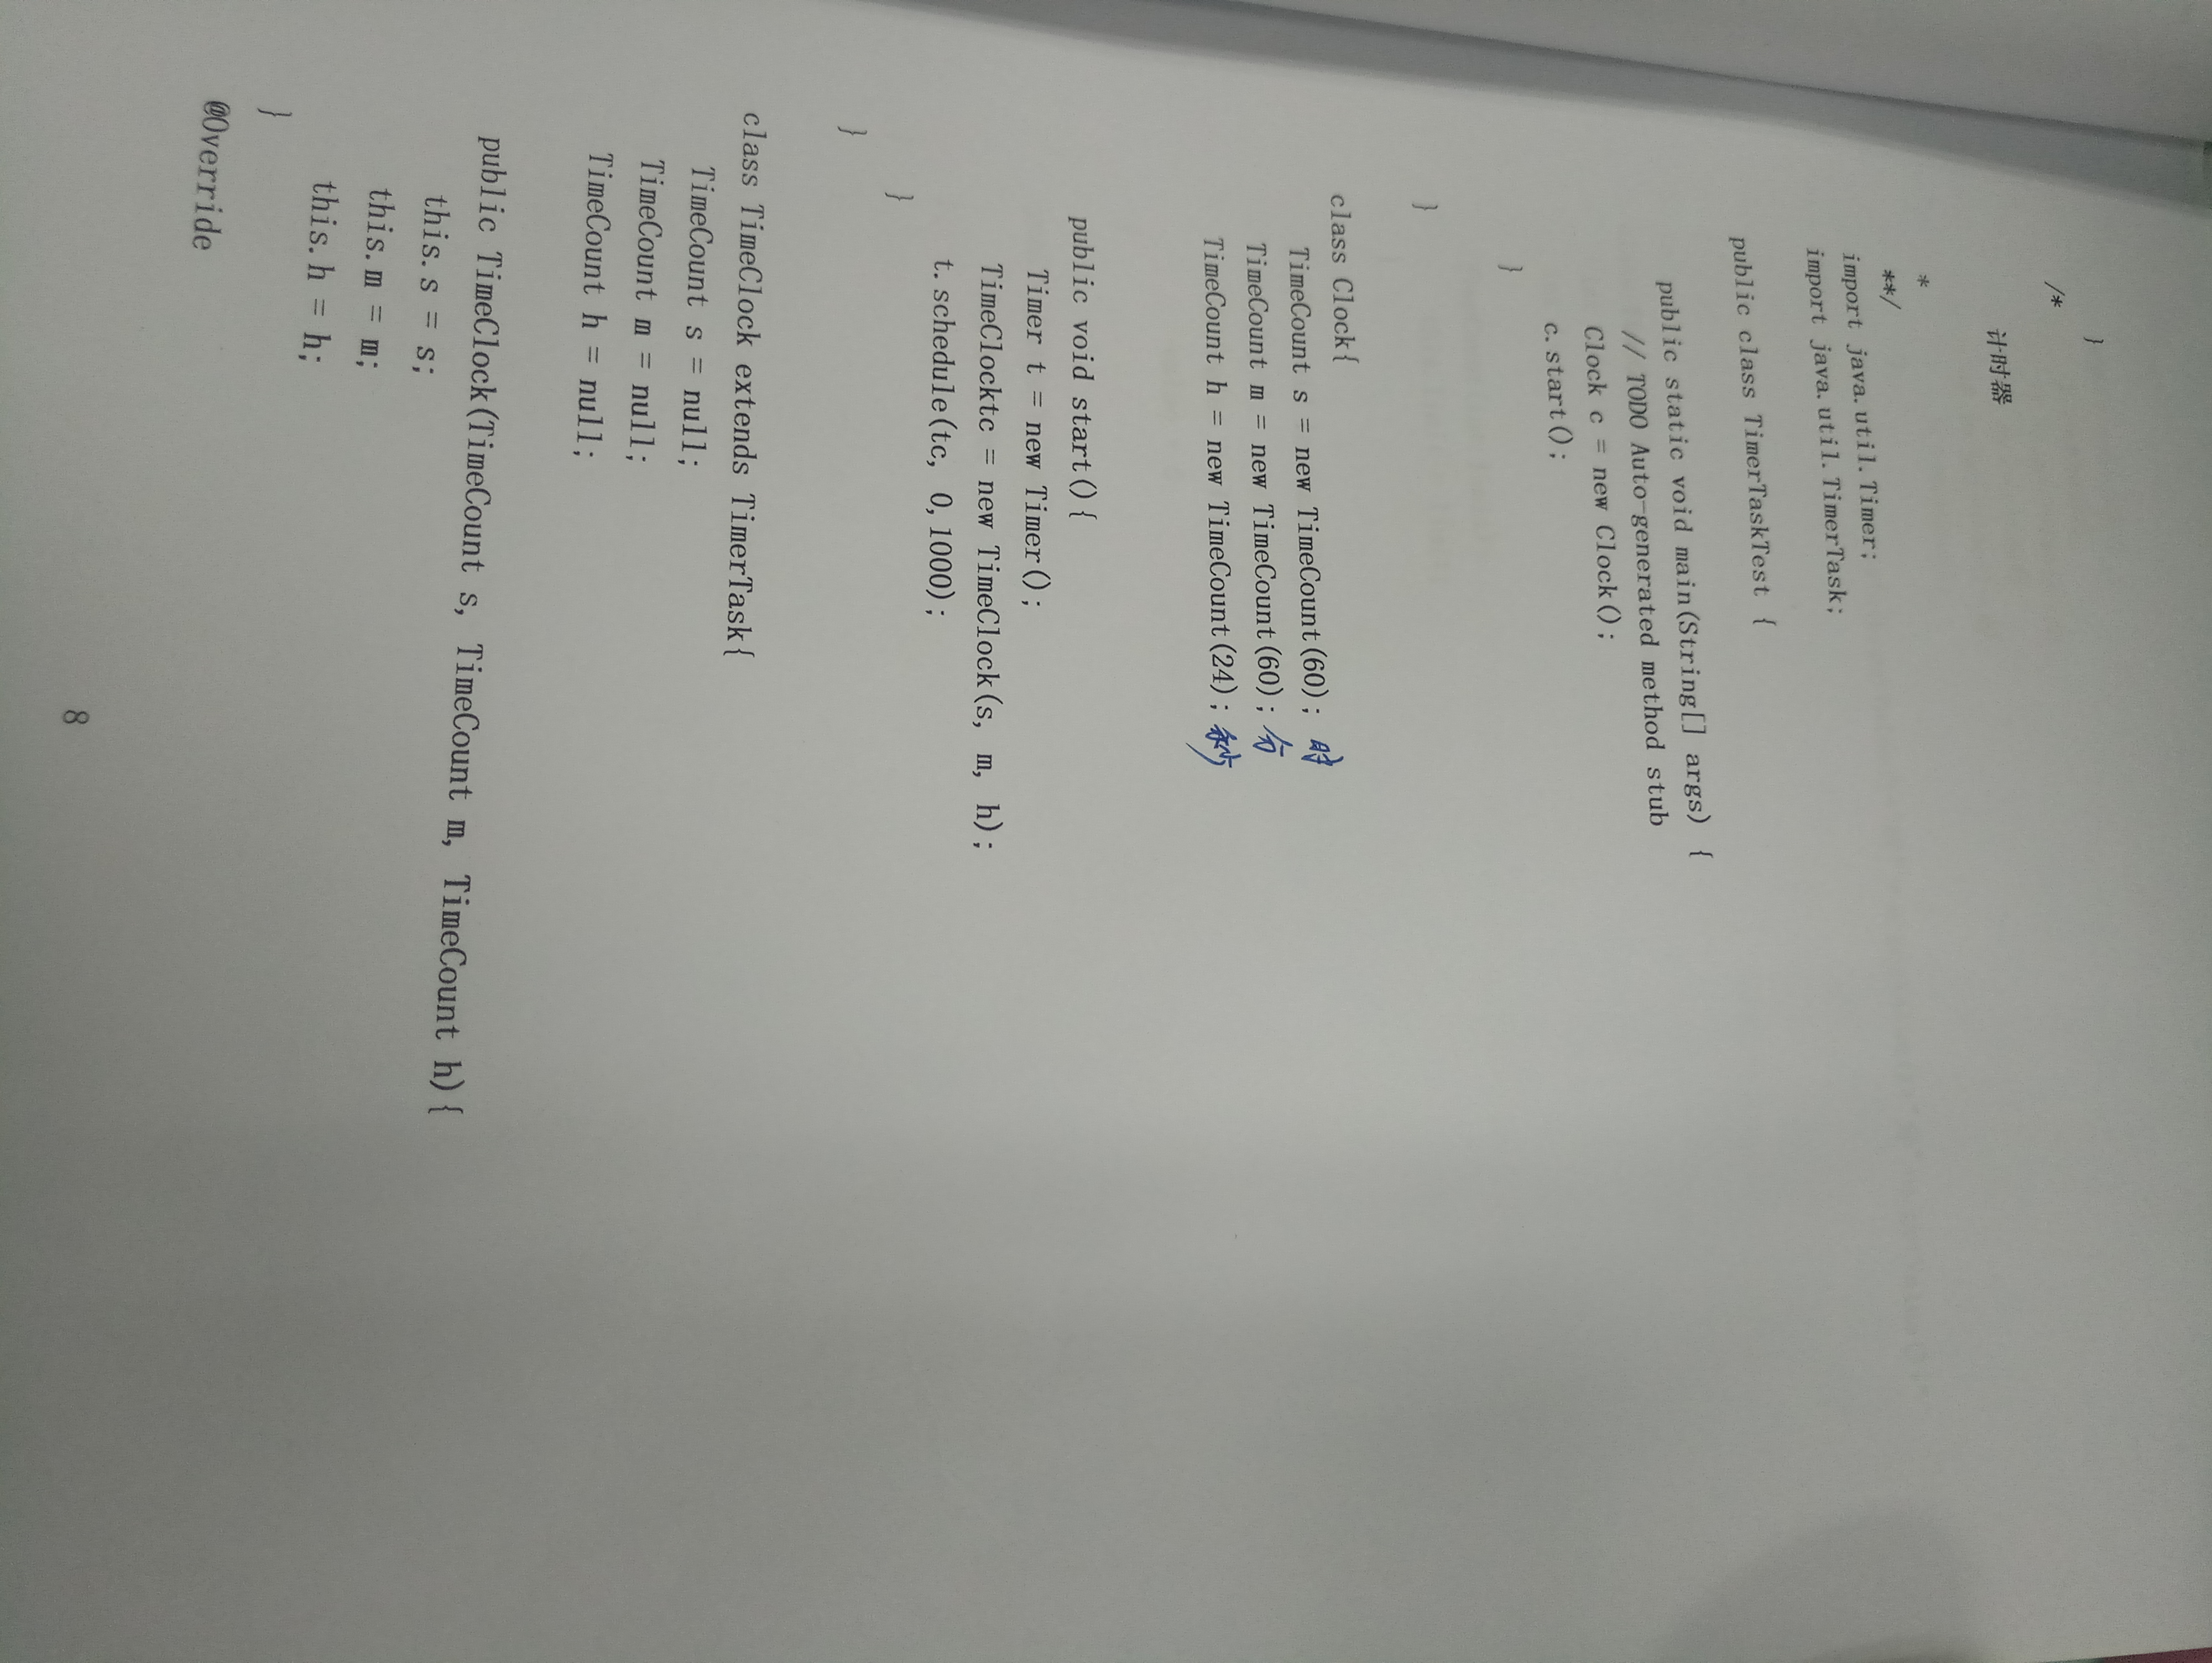 }
/*
计时器
*
**/
import java.util.Timer;
import java.util.TimerTask;
public class TimerTaskTest {
public static void main(String[] args) {
// TODO Auto-generated method stub
Clock c = new Clock();
c.start();
}
}
class Clock{
TimeCount s = new TimeCount(60); 时
TimeCount m = new TimeCount(60); 分
TimeCount h = new TimeCount(24); 秒
public void start() {
Timer t = new Timer();
TimeClocktc = new TimeClock(s, m, h);
t.schedule(tc, 0,1000);
}
}
class TimeClock extends TimerTask{
TimeCount s = null;
TimeCount m = null;
TimeCount h = null;
public TimeClock(TimeCount s, TimeCount m, TimeCount h) {
this.s = s;
this.m = m;
this.h = h;
}
@Override
8